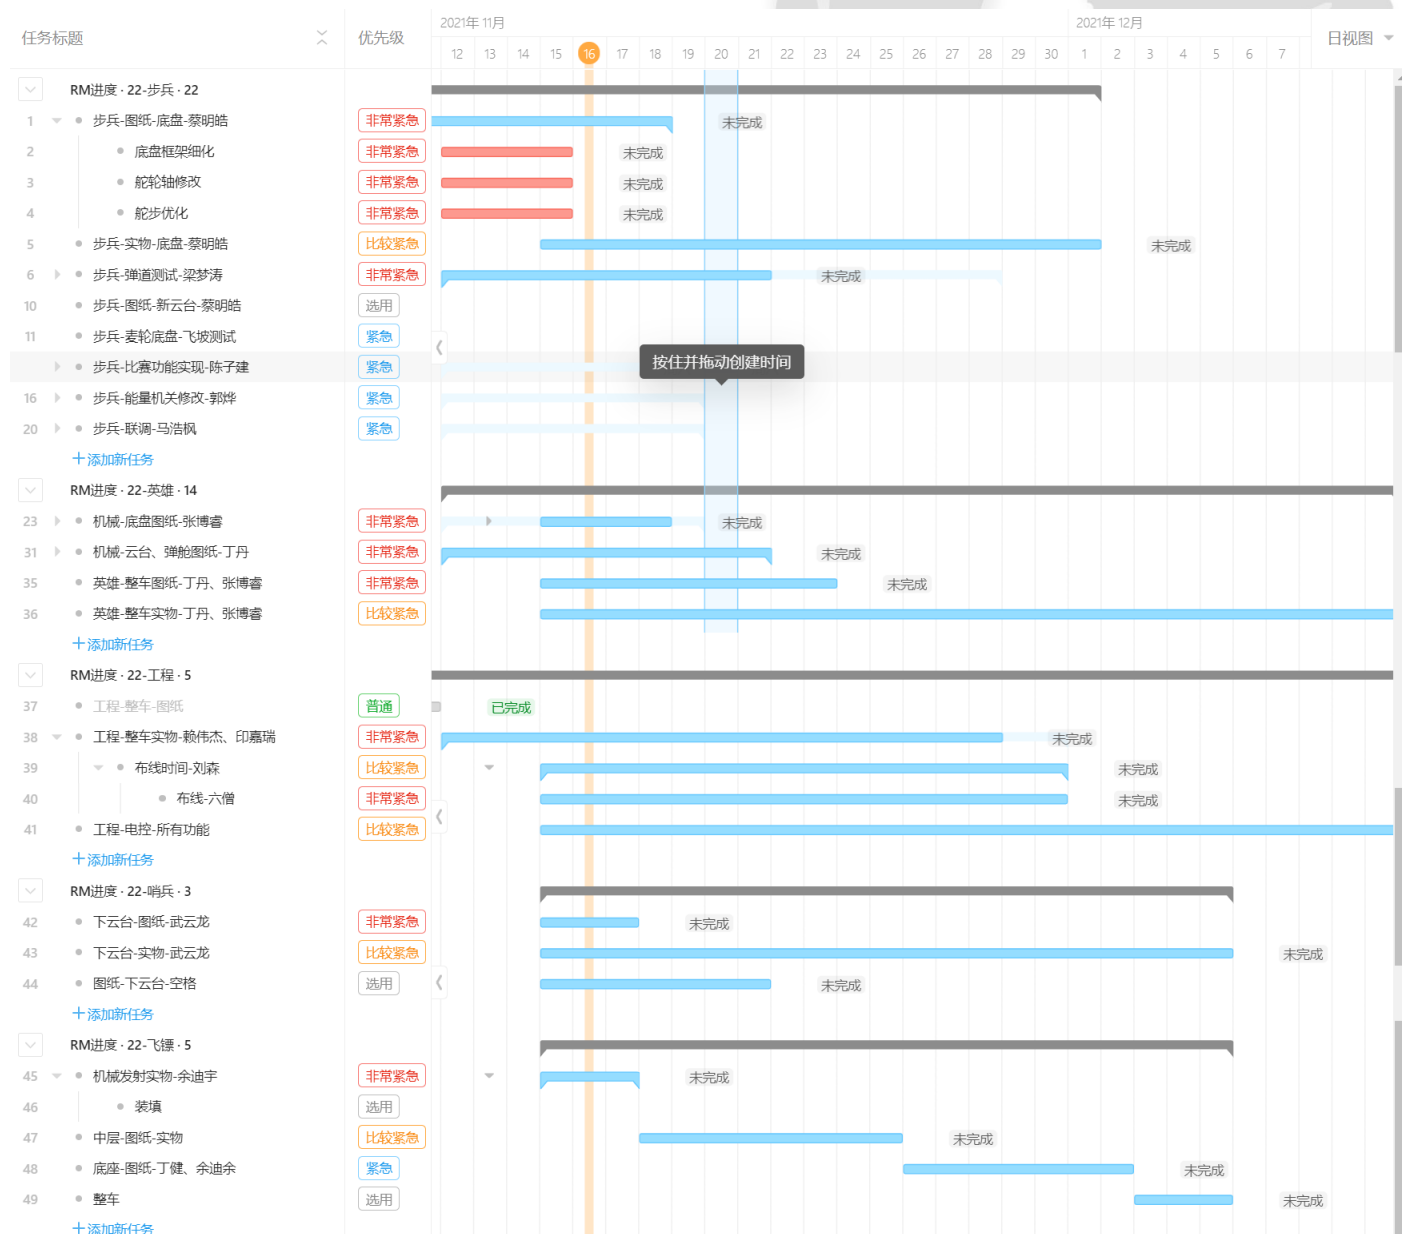 2021年 11月
2021年 12月
任务标题
优先级
日视图
12 13 14 15 16 17 18 19 20 21 22 23 24 25 26 27 28 29 30 1 2 3 4 5 6 7
RM进度 · 22-步兵 · 22
1 步兵-图纸-底盘-蔡明皓 非常紧急 未完成
2 底盘框架细化 非常紧急 未完成
3 舵轮轴修改 非常紧急 未完成
4 舵步优化 非常紧急 未完成
5 步兵-实物-底盘-蔡明皓 比较紧急 未完成
6 步兵-弹道测试-梁梦涛 非常紧急 未完成
10 步兵-图纸-新云台-蔡明皓 选用
11 步兵-麦轮底盘-飞坡测试 紧急
步兵-比赛功能实现-陈子建 紧急 按住并拖动创建时间
16 步兵-能量机关修改-郭烨 紧急
20 步兵-联调-马浩枫 紧急
+添加新任务
RM进度 · 22-英雄 · 14
23 机械-底盘图纸-张博睿 非常紧急 未完成
31 机械-云台、弹舱图纸-丁丹 非常紧急 未完成
35 英雄-整车图纸-丁丹、张博睿 非常紧急 未完成
36 英雄-整车实物-丁丹、张博睿 比较紧急
+添加新任务
RM进度 · 22-工程 · 5
37 工程-整车-图纸 普通 已完成
38 工程-整车实物-赖伟杰、印嘉瑞 非常紧急 未完成
39 布线时间-刘森 比较紧急 未完成
40 布线-六僧 非常紧急 未完成
41 工程-电控-所有功能 比较紧急
+添加新任务
RM进度 · 22-哨兵 · 3
42 下云台-图纸-武云龙 非常紧急 未完成
43 下云台-实物-武云龙 比较紧急 未完成
44 图纸-下云台-空格 选用 未完成
+添加新任务
RM进度 · 22-飞镖 · 5
45 机械发射实物-余迪宇 非常紧急 未完成
46 装填 选用
47 中层-图纸-实物 比较紧急 未完成
48 底座-图纸-丁健、余迪余 紧急 未完成
49 整车 选用 未完成
+添加新任务